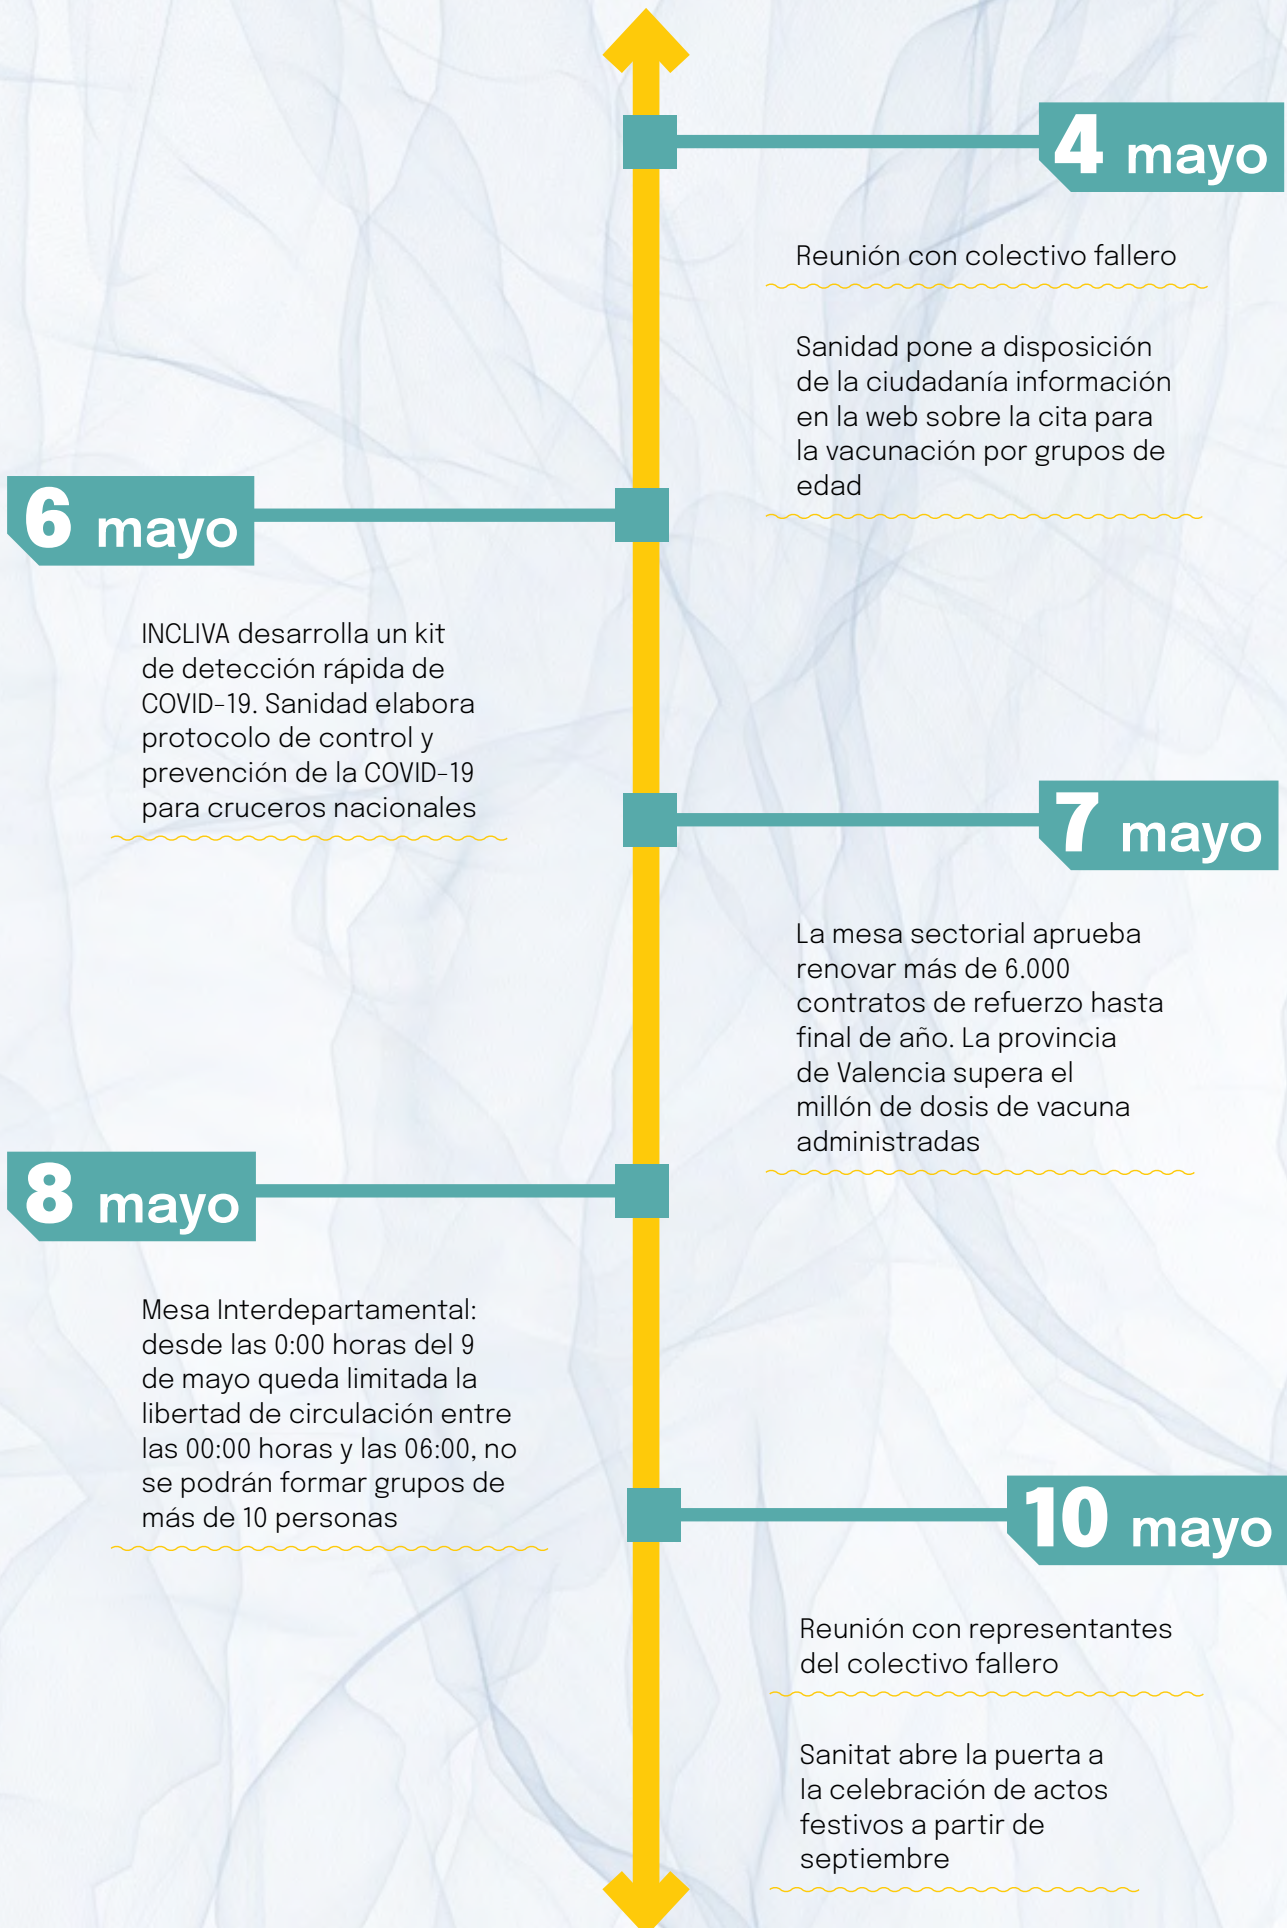 4 mayo
Reunión con colectivo fallero
Sanidad pone a disposición
de la ciudadanía información
en la web sobre la cita para
la vacunación por grupos de
edad
6 mayo
INCLIVA desarrolla un kit
de detección rápida de
COVID-19. Sanidad elabora
protocolo de control y
prevención de la COVID-19
para cruceros nacionales
7 mayo
La mesa sectorial aprueba
renovar más de 6.000
contratos de refuerzo hasta
final de año. La provincia
de Valencia supera el
millón de dosis de vacuna
administradas
8 mayo
Mesa Interdepartamental:
desde las 0:00 horas del 9
de mayo queda limitada la
libertad de circulación entre
las 00:00 horas y las 06:00, no
se podrán formar grupos de
más de 10 personas
10 mayo
Reunión con representantes
del colectivo fallero
Sanitat abre la puerta a
la celebración de actos
festivos a partir de
septiembre